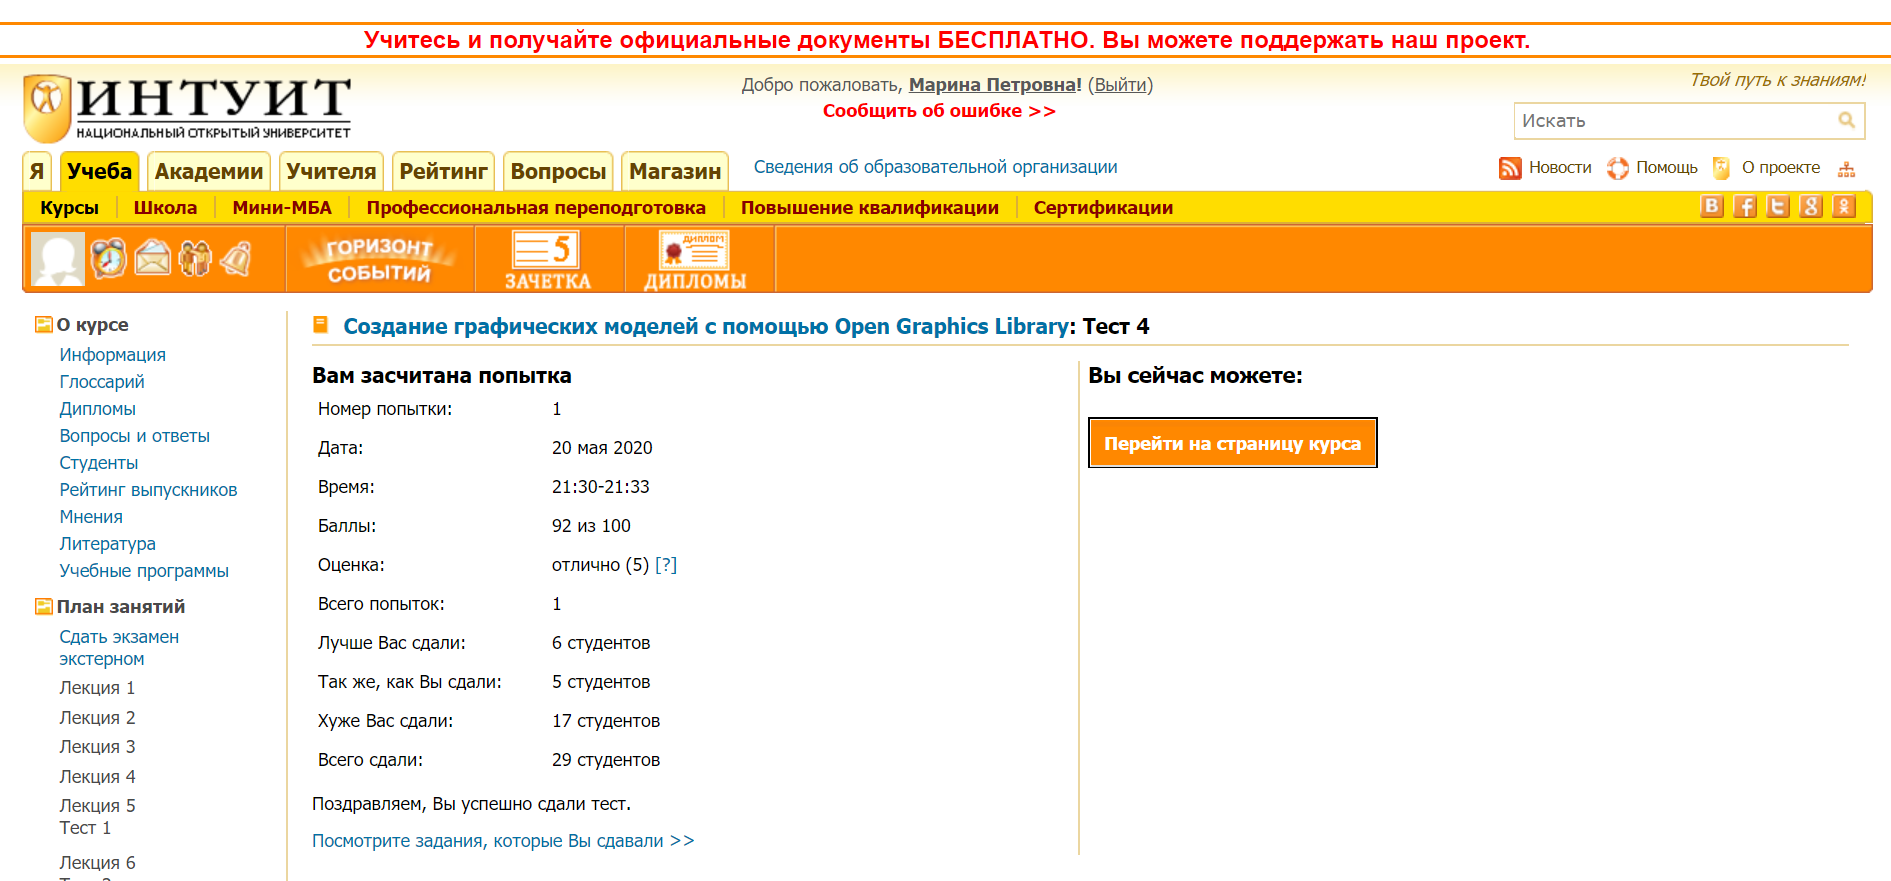 Учитесь и получайте официальные документы БЕСПЛАТНО. Вы можете поддержать наш проект.
ИНТУИТ
НАЦИОНАЛЬНЫЙ ОТКРЫТЫЙ УНИВЕРСИТЕТ
Добро пожаловать, Марина Петровна! (Выйти)
Сообщить об ошибке >>
Твой путь к знаниям!
Искать
Я Учеба Академии Учителя Рейтинг Вопросы Магазин Сведения об образовательной организации Новости Помощь О проекте
Курсы Школа Мини-МБА Профессиональная переподготовка Повышение квалификации Сертификации
ГОРИЗОНТ СОБЫТИЙ
5
ЗАЧЕТКА
ДИПЛОМ
ДИПЛОМЫ
О курсе
Информация
Глоссарий
Дипломы
Вопросы и ответы
Студенты
Рейтинг выпускников
Мнения
Литература
Учебные программы
План занятий
Сдать экзамен
экстерном
Лекция 1
Лекция 2
Лекция 3
Лекция 4
Лекция 5
Тест 1
Лекция 6
Создание графических моделей с помощью Open Graphics Library: Тест 4
Вам засчитана попытка
Номер попытки: 1
Дата: 20 мая 2020
Время: 21:30-21:33
Баллы: 92 из 100
Оценка: отлично (5) [?]
Всего попыток: 1
Лучше Вас сдали: 6 студентов
Так же, как Вы сдали: 5 студентов
Хуже Вас сдали: 17 студентов
Всего сдали: 29 студентов
Поздравляем, Вы успешно сдали тест.
Посмотрите задания, которые Вы сдавали >>
Вы сейчас можете:
Перейти на страницу курса